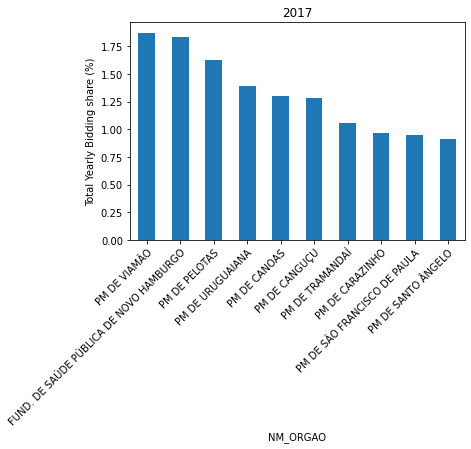 2017
Total Yearly Bidding share (%)
1.75
1.50
1.25
1.00
0.75
0.50
0.25
0.00
PM DE VIAMÃO
FUND. DE SAÚDE PÚBLICA DE NOVO HAMBURGO
PM DE PELOTAS
PM DE URUGUAIANA
PM DE CANOAS
PM DE CANGUÇU
PM DE TRAMANDAÍ
PM DE CARAZINHO
PM DE SÃO FRANCISCO DE PAULA
PM DE SANTO ÂNGELO
NM_ORGAO